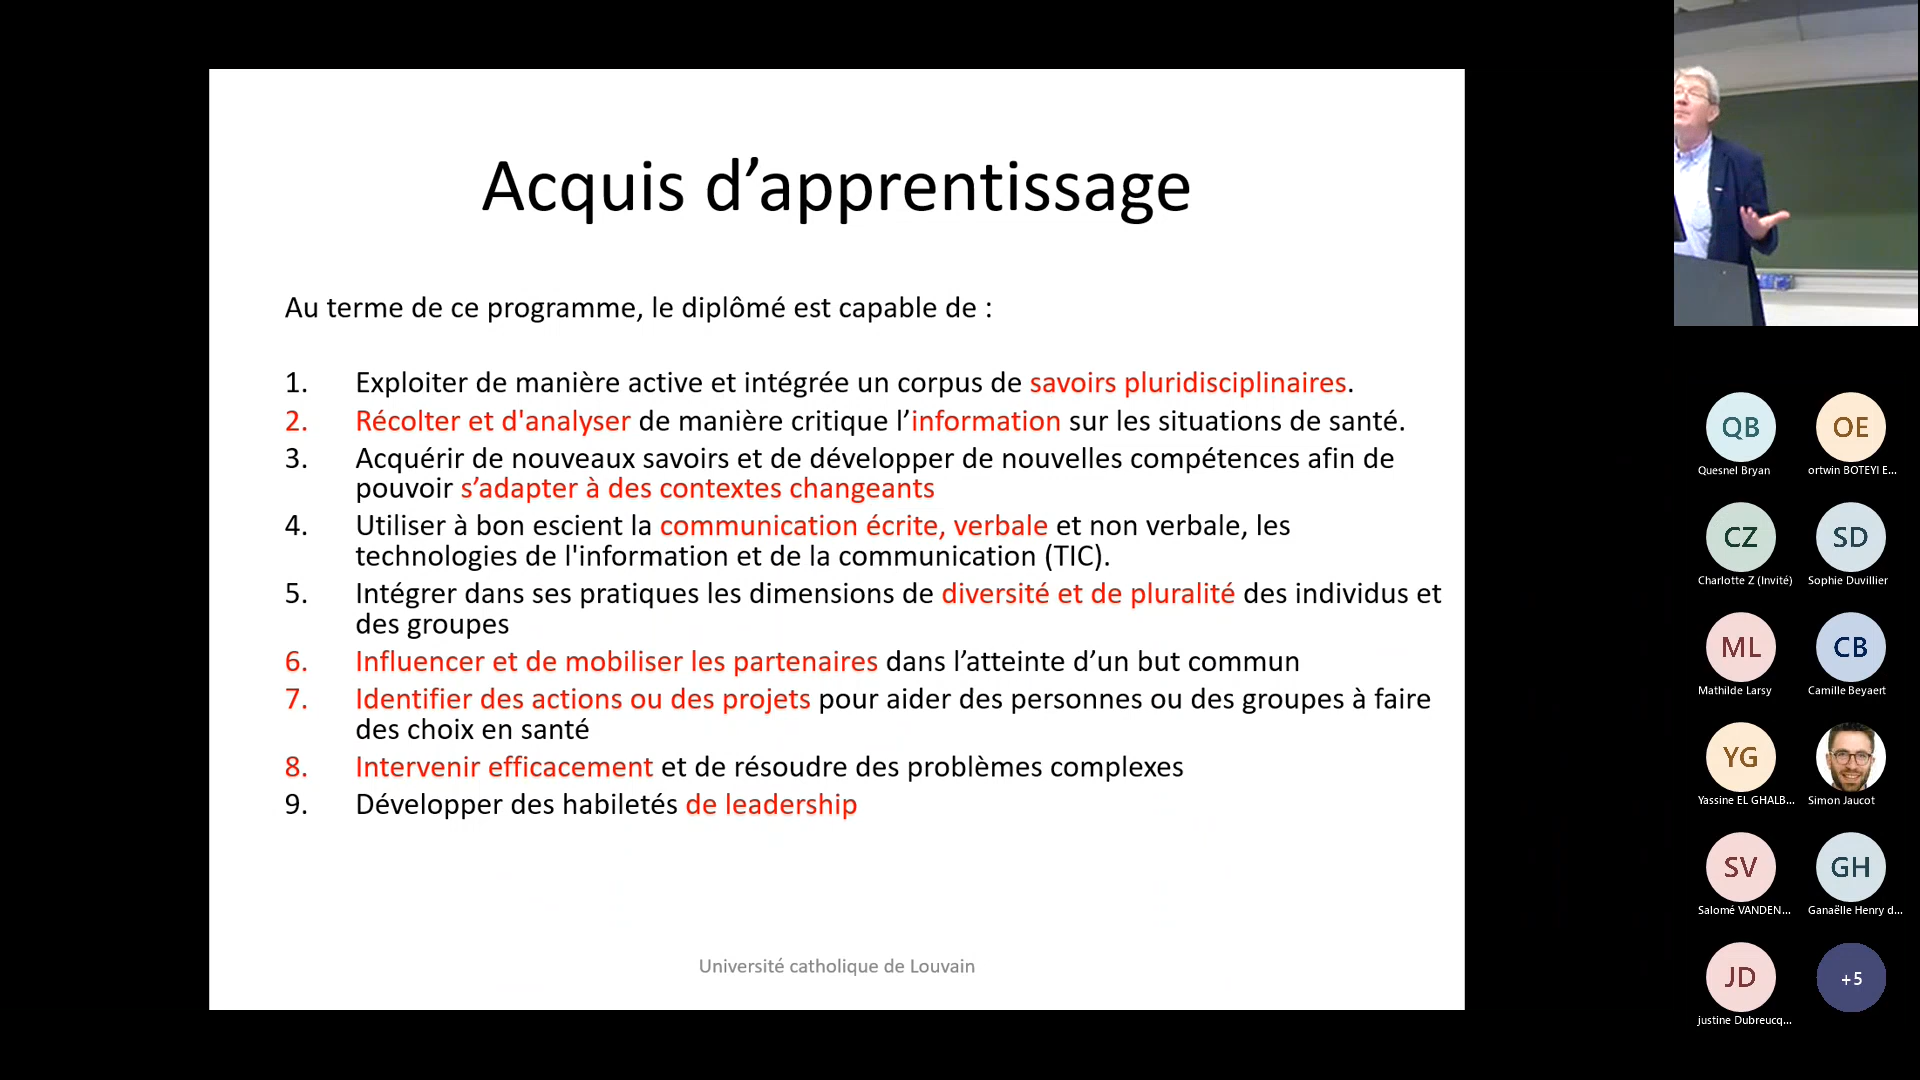 Acquis d’apprentissage
Au terme de ce programme, le diplômé est capable de :
1. Exploiter de manière active et intégrée un corpus de savoirs pluridisciplinaires.
2. Récolter et d'analyser de manière critique l’information sur les situations de santé.
3. Acquérir de nouveaux savoirs et de développer de nouvelles compétences afin de
pouvoir s’adapter à des contextes changeants
4. Utiliser à bon escient la communication écrite, verbale et non verbale, les
technologies de l'information et de la communication (TIC).
5. Intégrer dans ses pratiques les dimensions de diversité et de pluralité des individus et
des groupes
6. Influencer et de mobiliser les partenaires dans l’atteinte d’un but commun
7. Identifier des actions ou des projets pour aider des personnes ou des groupes à faire
des choix en santé
8. Intervenir efficacement et de résoudre des problèmes complexes
9. Développer des habiletés de leadership
Université catholique de Louvain
QB OE
Quesnel Bryan ortwin BOTEYI E...
CZ SD
Charlotte Z (Invité) Sophie Duvillier
ML CB
Mathilde Larsy Camille Beyaert
YG
Yassine EL GHALB... Simon Jaucot
SV GH
Salomé VANDEN... Ganaëlle Henry d...
JD +5
justine Dubreucq...